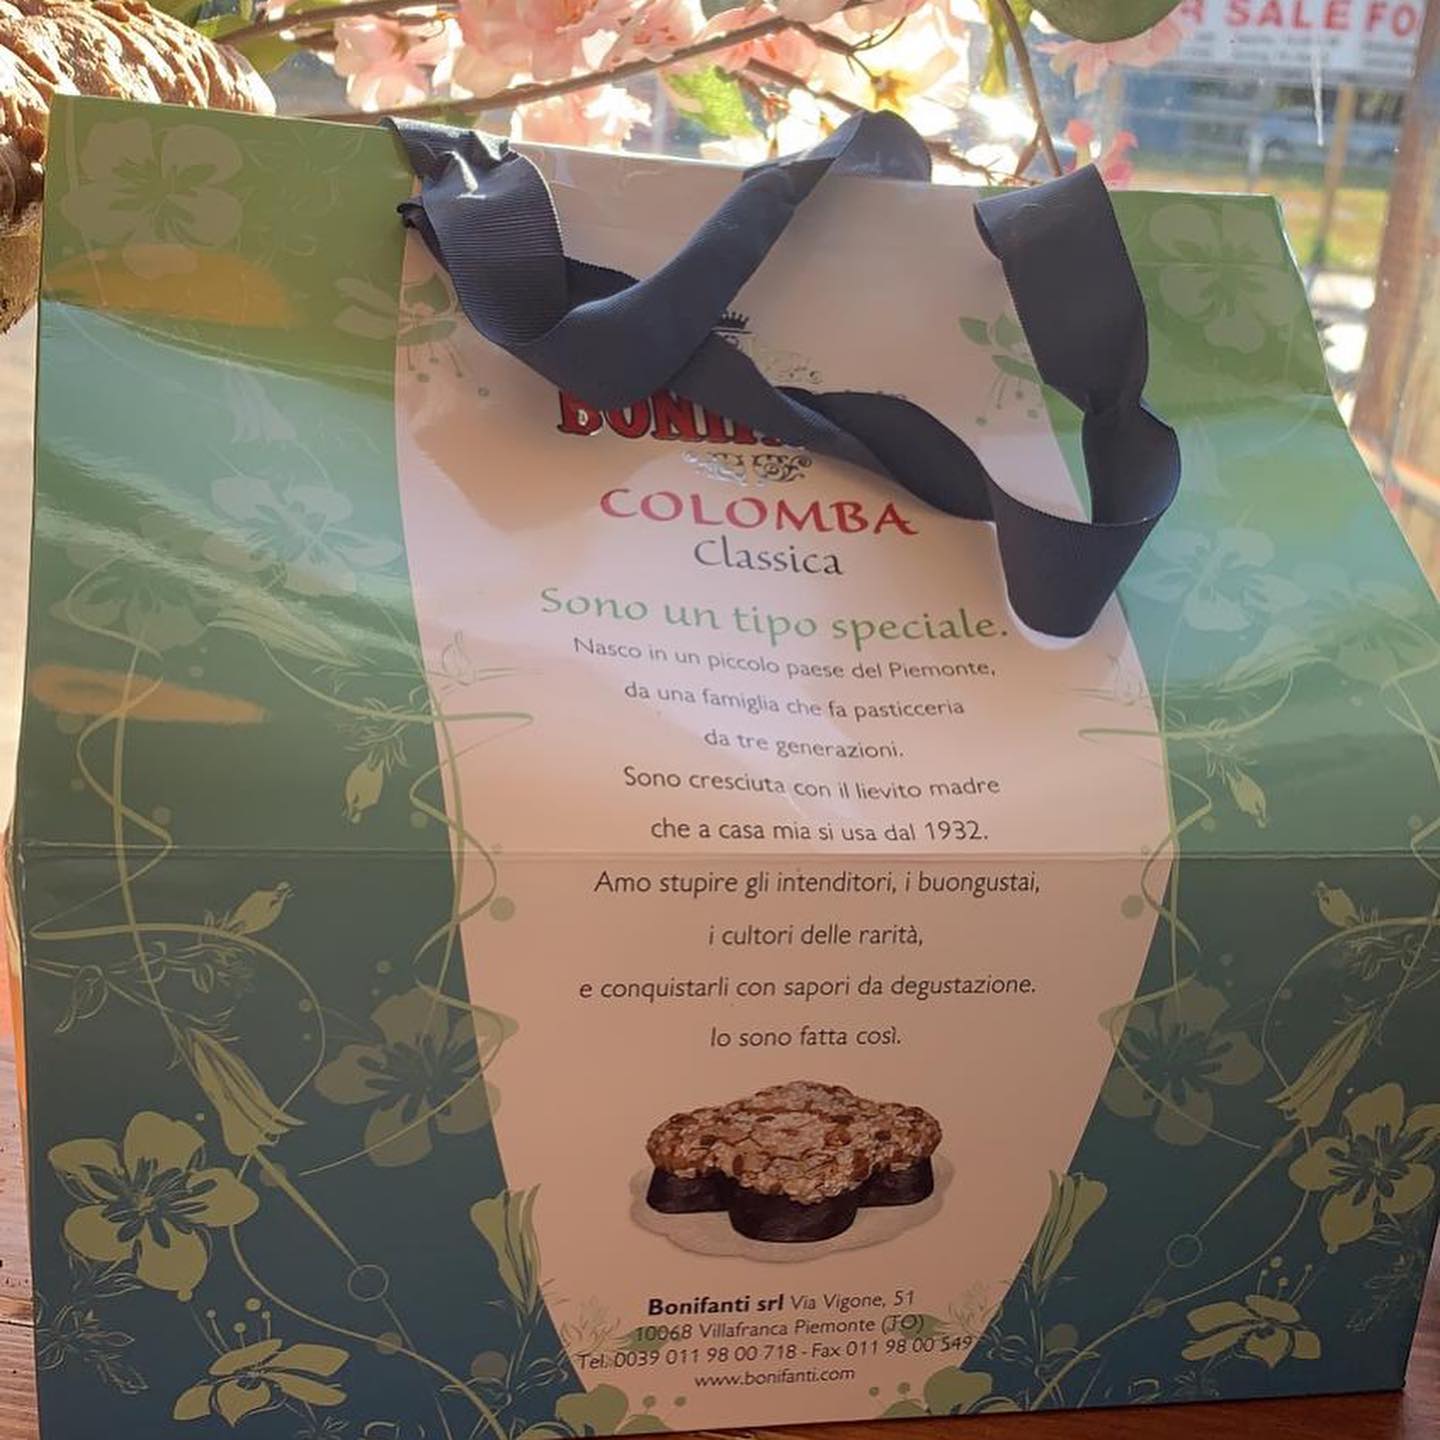 SALE FO
COLOMBA
Classica
Sono un tipo speciale.
Nasco in un piccolo paese del Piemonte,
da una famiglia che fa pasticceria
da tre generazioni.
Sono cresciuta con il lievito madre
che a casa mia si usa dal 1932.
Amo stupire gli intenditori, i buongustai,
i cultori delle rarità,
e conquistarli con sapori da degustazione.
Io sono fatta così.
Bonifanti srl Via Vigone, 51
10068 Villafranca Piemonte (TO)
Tel. 0039 011 98 00 718 - Fax 011 98 00 549
www.bonifanti.com